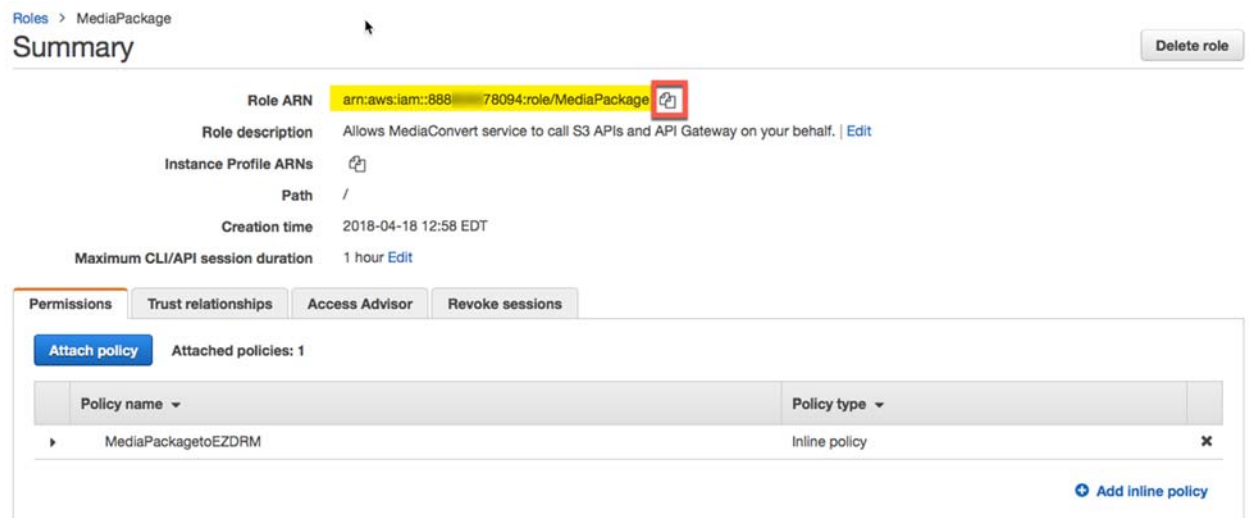 Roles > MediaPackage
Summary
Delete role
Role ARN arn:aws:iam::888 78094:role/MediaPackage
Role description Allows MediaConvert service to call S3 APIs and API Gateway on your behalf. | Edit
Instance Profile ARNs
Path /
Creation time 2018-04-18 12:58 EDT
Maximum CLI/API session duration 1 hour Edit
Permissions Trust relationships Access Advisor Revoke sessions
Attach policy Attached policies: 1
Policy name Policy type
MediaPackagetoEZDRM Inline policy
Add inline policy